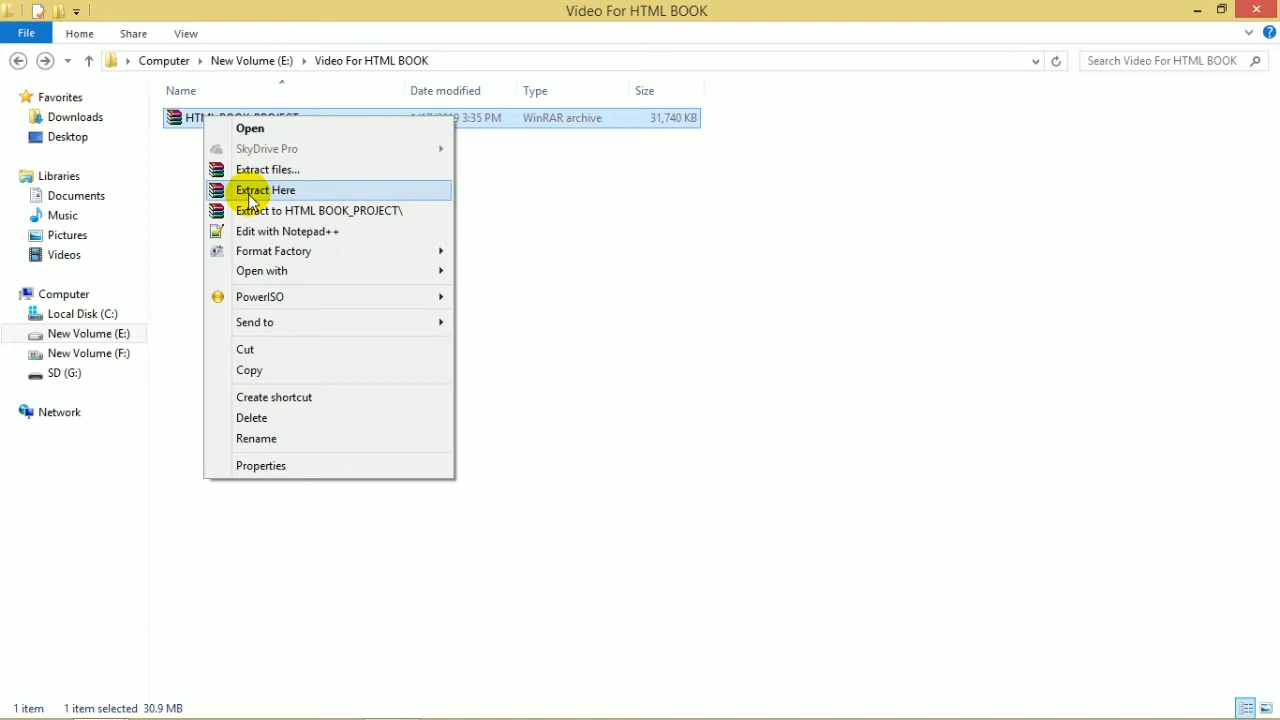 Video For HTML BOOK
File Home Share View
Computer New Volume (E:) Video For HTML BOOK Search Video For HTML BOOK
Name Date modified Type Size
Favorites
Downloads
Desktop
Libraries
Documents
Music
Pictures
Videos
Computer
Local Disk (C:)
New Volume (E:)
New Volume (F:)
SD (G:)
Network
3:35 PM WinRAR archive 31,740 KB
Open
SkyDrive Pro
Extract files...
Extract Here
Extract to HTML BOOK_PROJECT\
Edit with Notepad++
Format Factory
Open with
PowerISO
Send to
Cut
Copy
Create shortcut
Delete
Rename
Properties
1 item 1 item selected 30.9 MB